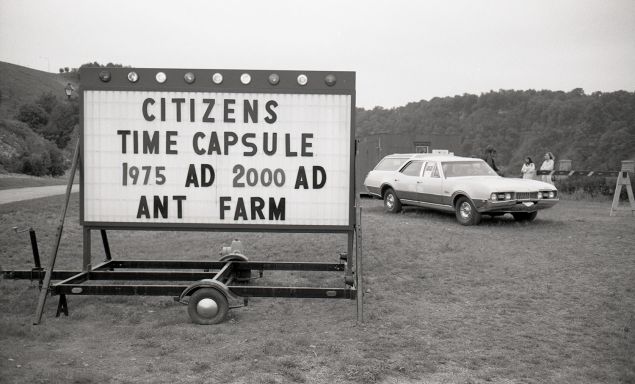 CITIZENS
TIME CAPSULE
1975 AD 2000 AD
ANT FARM